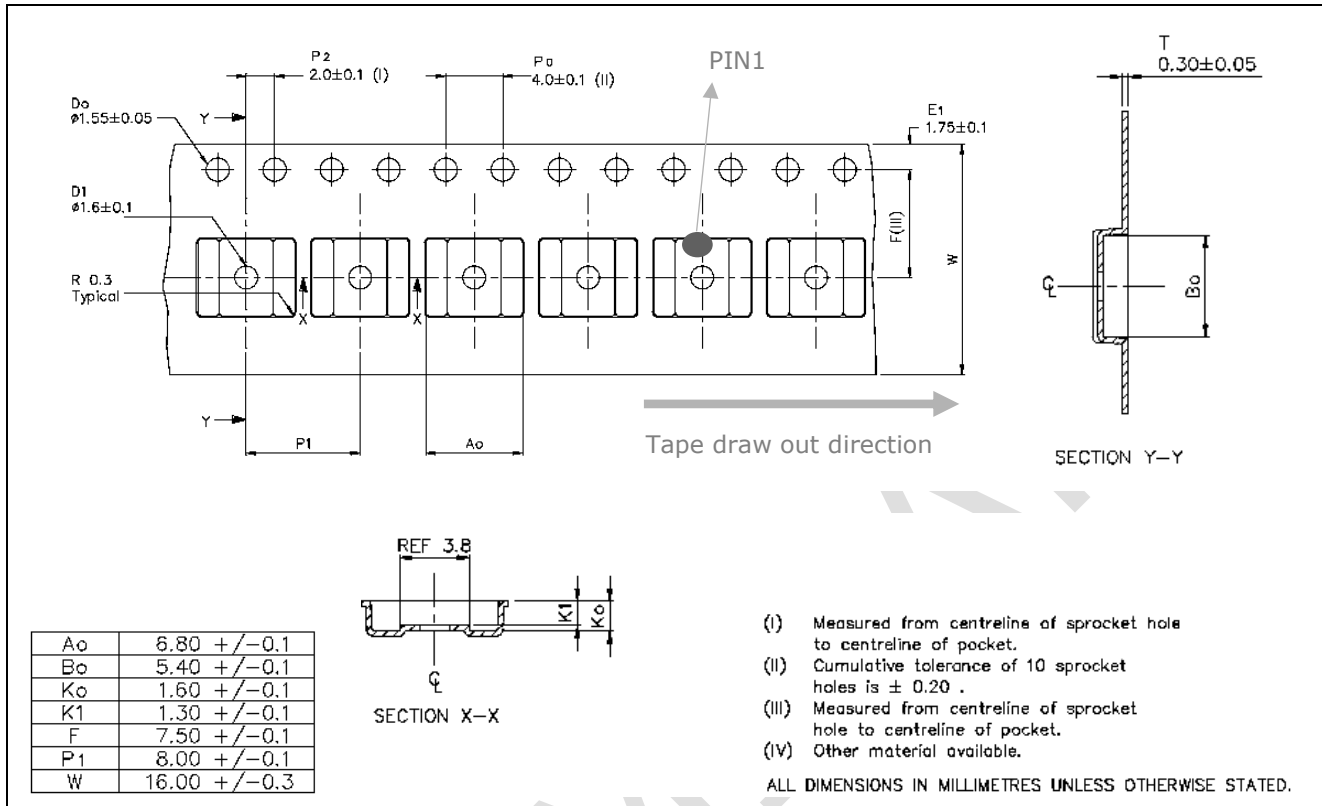 P2
2.0±0.1 (I)
Po
4.0±0.1 (II)
PIN1
T
0.30±0.05
Do
ø1.55±0.05
Y
E1
1.75±0.1
D1
ø1.6±0.1
F(III)
W
R 0.3
Typical
X
X
Bo
℄
Y
P1
Ao
Tape draw out direction
SECTION Y-Y
REF 3.8
K1
Ko
℄
SECTION X-X
Ao 6.80 +/-0.1
Bo 5.40 +/-0.1
Ko 1.60 +/-0.1
K1 1.30 +/-0.1
F 7.50 +/-0.1
P1 8.00 +/-0.1
W 16.00 +/-0.3
(I) Measured from centreline of sprocket hole
to centreline of pocket.
(II) Cumulative tolerance of 10 sprocket
holes is ± 0.20 .
(III) Measured from centreline of sprocket
hole to centreline of pocket.
(IV) Other material available.
ALL DIMENSIONS IN MILLIMETRES UNLESS OTHERWISE STATED.